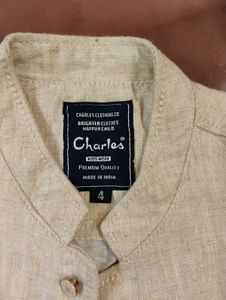 CHARLES CLOTHING CO.
BRIGHTER CLOTHES
HAPPIER CHILD
Charles
KIDS WEAR
PREMIUM QUALITY
MADE IN INDIA
4